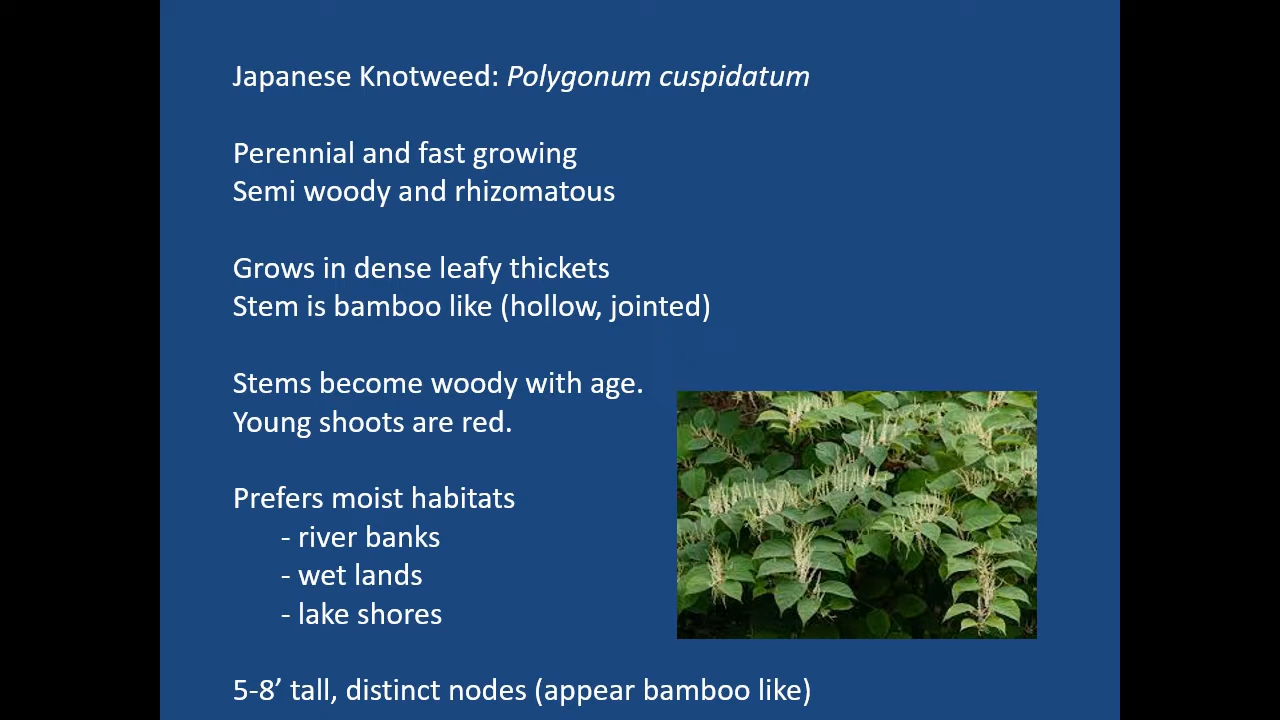 Japanese Knotweed: Polygonum cuspidatum
Perennial and fast growing
Semi woody and rhizomatous
Grows in dense leafy thickets
Stem is bamboo like (hollow, jointed)
Stems become woody with age.
Young shoots are red.
Prefers moist habitats
- river banks
- wet lands
- lake shores
5-8’ tall, distinct nodes (appear bamboo like)